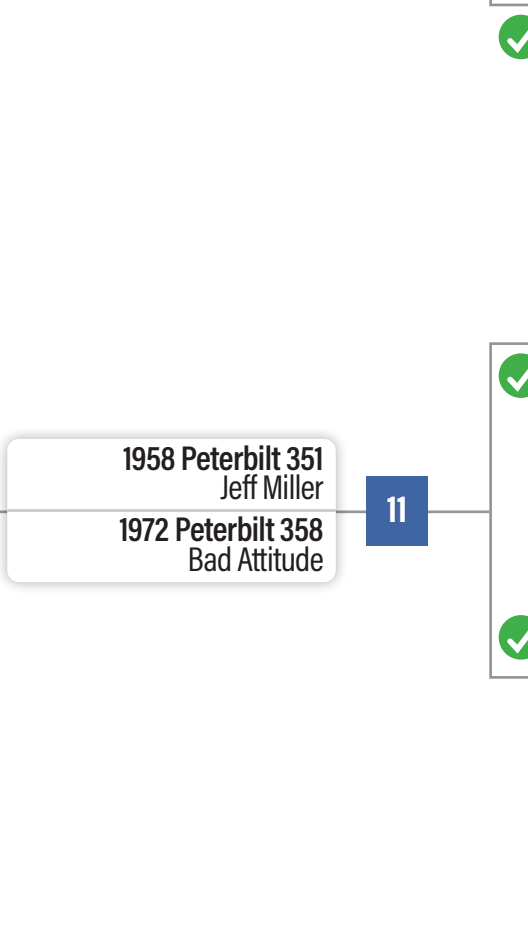 1958 Peterbilt 351
Jeff Miller
1972 Peterbilt 358
Bad Attitude
11